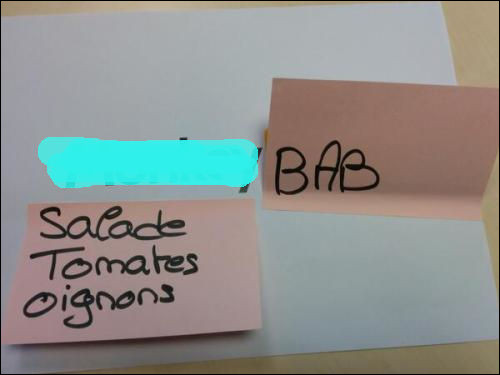 BAB
Salade
Tomates
oignons